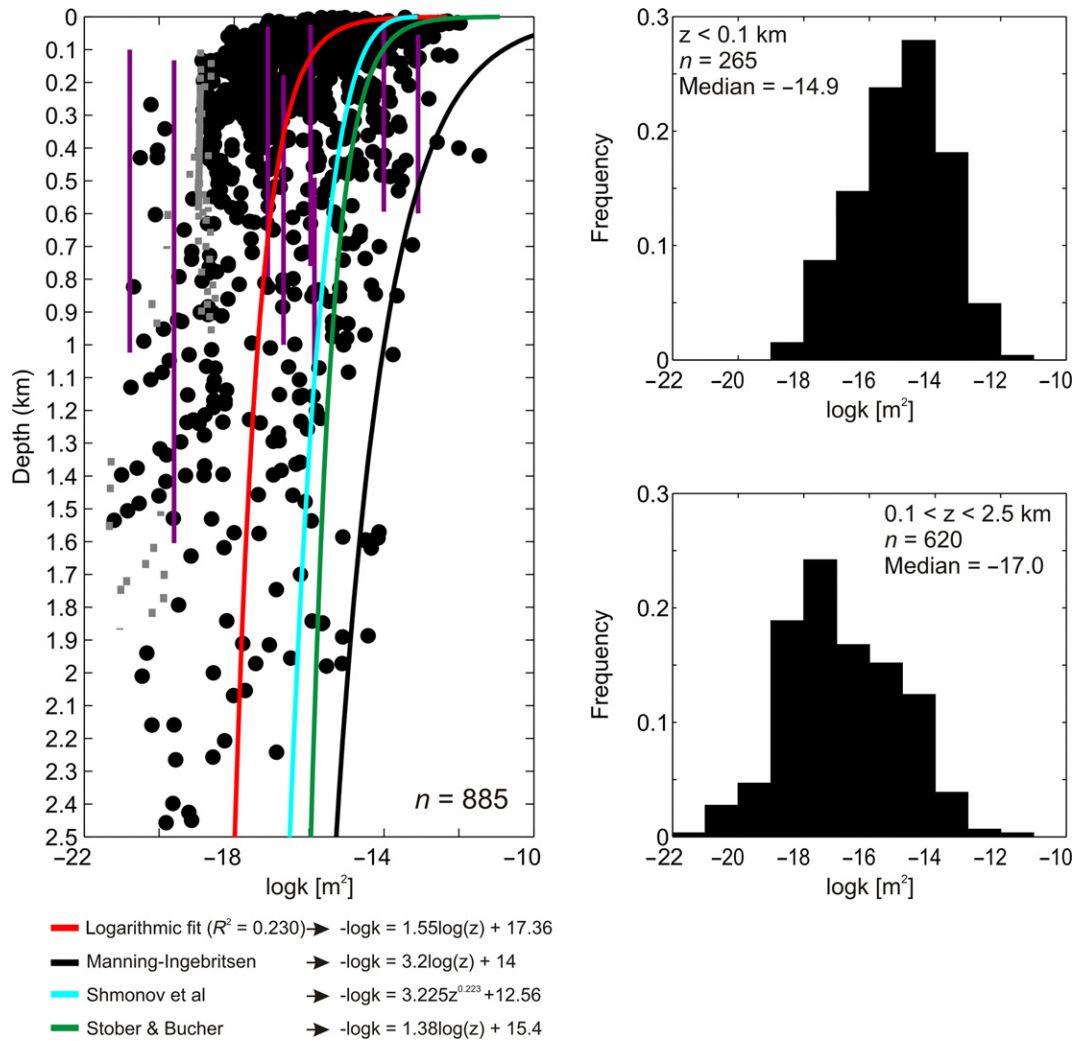 0
0.1
0.2
0.3
0.4
0.5
0.6
0.7
0.8
0.9
1
1.1
1.2
1.3
1.4
1.5
1.6
1.7
1.8
1.9
2
2.1
2.2
2.3
2.4
2.5
Depth (km)
n = 885
−22 −18 −14 −10
logk [m²]
Logarithmic fit (R² = 0.230) → -logk = 1.55log(z) + 17.36
Manning-Ingebritsen → -logk = 3.2log(z) + 14
Shmonov et al → -logk = 3.225z^0.223 +12.56
Stober & Bucher → -logk = 1.38log(z) + 15.4
0.3
0.2
0.1
0
Frequency
z < 0.1 km
n = 265
Median = −14.9
−22 −20 −18 −16 −14 −12 −10
logk [m²]
0.3
0.2
0.1
0
Frequency
0.1 < z < 2.5 km
n = 620
Median = −17.0
−22 −20 −18 −16 −14 −12 −10
logk [m²]